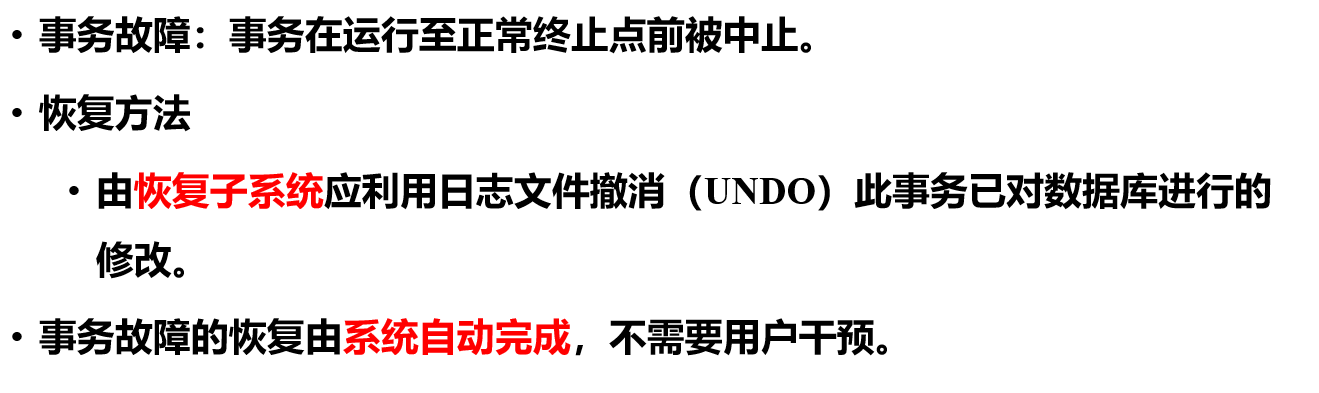 • 事务故障：事务在运行至正常终止点前被中止。
• 恢复方法
• 由恢复子系统应利用日志文件撤消（UNDO）此事务已对数据库进行的
修改。
• 事务故障的恢复由系统自动完成，不需要用户干预。